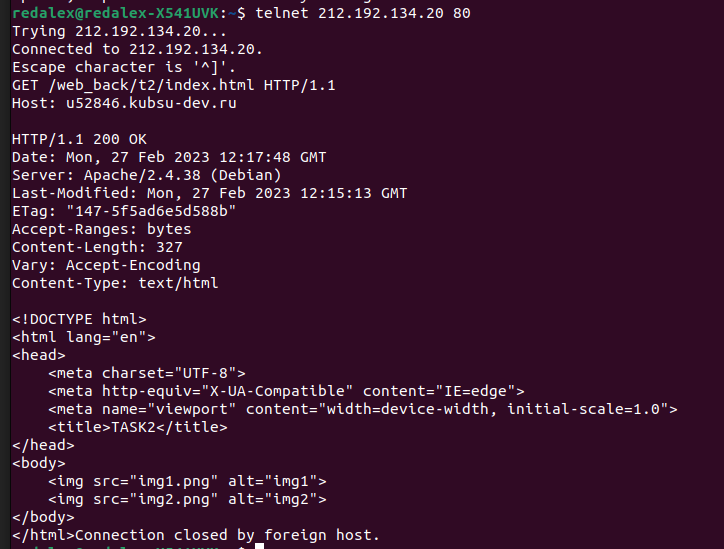 redalex@redalex-X541UVK:~$ telnet 212.192.134.20 80
Trying 212.192.134.20...
Connected to 212.192.134.20.
Escape character is '^]'.
GET /web_back/t2/index.html HTTP/1.1
Host: u52846.kubsu-dev.ru

HTTP/1.1 200 OK
Date: Mon, 27 Feb 2023 12:17:48 GMT
Server: Apache/2.4.38 (Debian)
Last-Modified: Mon, 27 Feb 2023 12:15:13 GMT
ETag: "147-5f5ad6e5d588b"
Accept-Ranges: bytes
Content-Length: 327
Vary: Accept-Encoding
Content-Type: text/html

<!DOCTYPE html>
<html lang="en">
<head>
    <meta charset="UTF-8">
    <meta http-equiv="X-UA-Compatible" content="IE=edge">
    <meta name="viewport" content="width=device-width, initial-scale=1.0">
    <title>TASK2</title>
</head>
<body>
    <img src="img1.png" alt="img1">
    <img src="img2.png" alt="img2">
</body>
</html>Connection closed by foreign host.